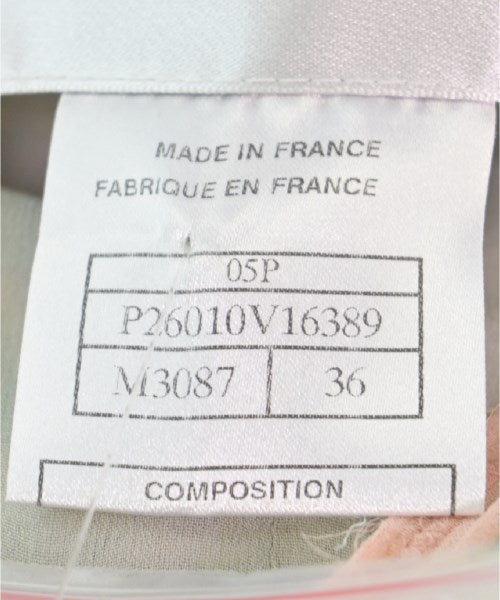 MADE IN FRANCE
FABRIQUE EN FRANCE
05P
P26010V16389
M3087 36
COMPOSITION